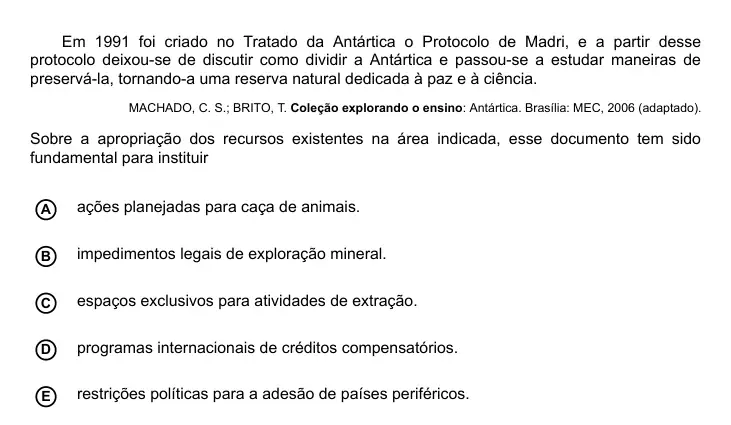 Em 1991 foi criado no Tratado da Antártica o Protocolo de Madri, e a partir desse
protocolo deixou-se de discutir como dividir a Antártica e passou-se a estudar maneiras de
preservá-la, tornando-a uma reserva natural dedicada à paz e à ciência.
MACHADO, C. S.; BRITO, T. Coleção explorando o ensino: Antártica. Brasília: MEC, 2006 (adaptado).
Sobre a apropriação dos recursos existentes na área indicada, esse documento tem sido
fundamental para instituir
A ações planejadas para caça de animais.
B impedimentos legais de exploração mineral.
C espaços exclusivos para atividades de extração.
D programas internacionais de créditos compensatórios.
E restrições políticas para a adesão de países periféricos.